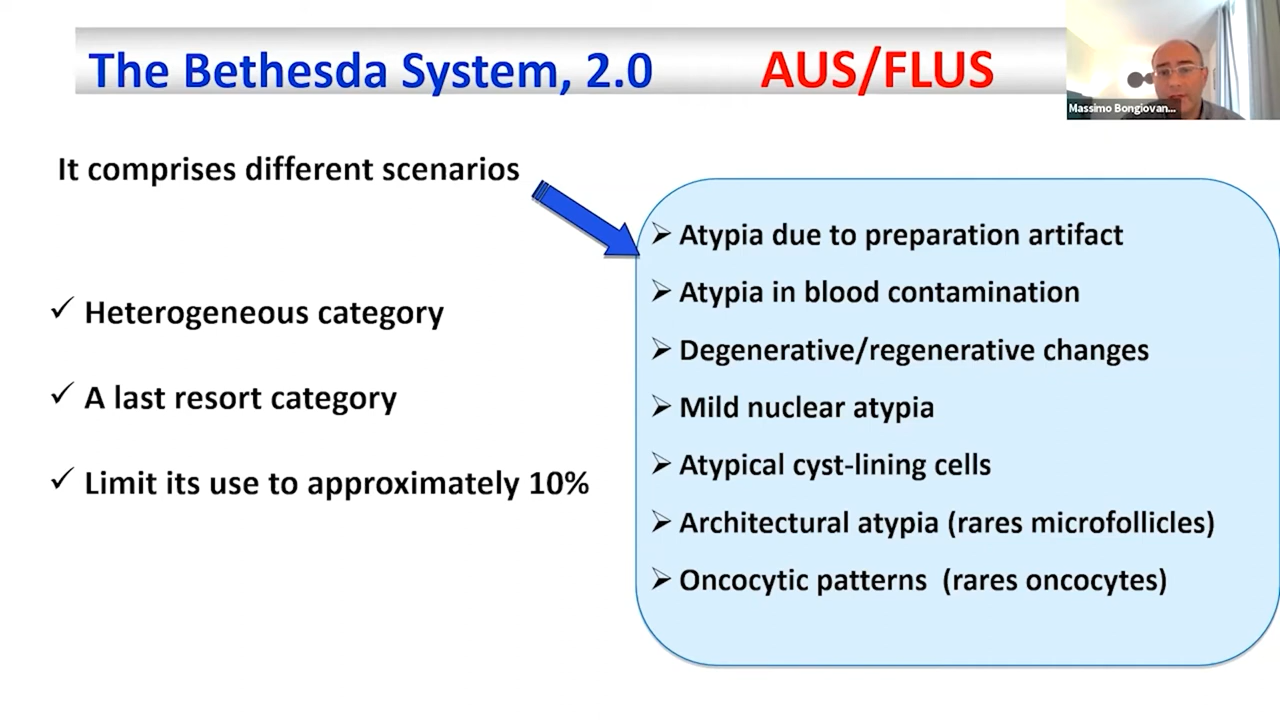 The Bethesda System, 2.0 AUS/FLUS
Massimo Bongiovan...
It comprises different scenarios
✓ Heterogeneous category
✓ A last resort category
✓ Limit its use to approximately 10%
➢ Atypia due to preparation artifact
➢ Atypia in blood contamination
➢ Degenerative/regenerative changes
➢ Mild nuclear atypia
➢ Atypical cyst-lining cells
➢ Architectural atypia (rares microfollicles)
➢ Oncocytic patterns (rares oncocytes)